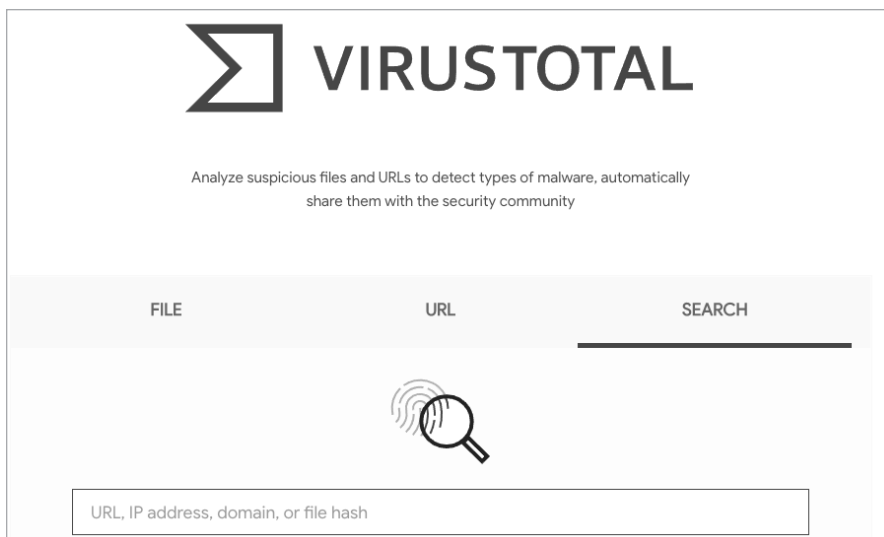 VIRUSTOTAL
Analyze suspicious files and URLs to detect types of malware, automatically
share them with the security community
FILE
URL
SEARCH
URL, IP address, domain, or file hash